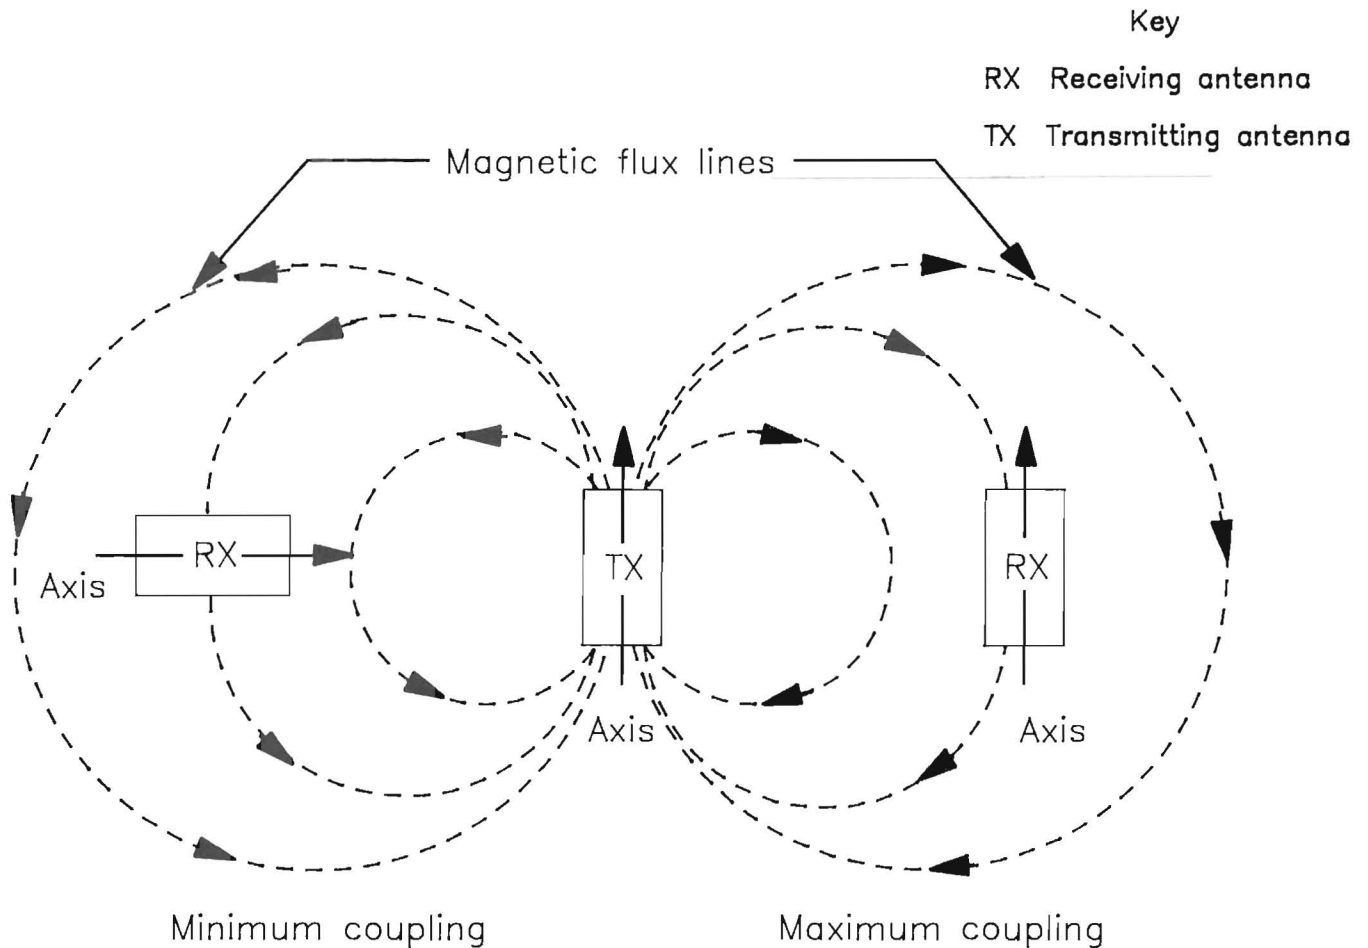 Key
RX Receiving antenna
TX Transmitting antenna
Magnetic flux lines
RX
TX
RX
Axis
Axis
Axis
Minimum coupling
Maximum coupling